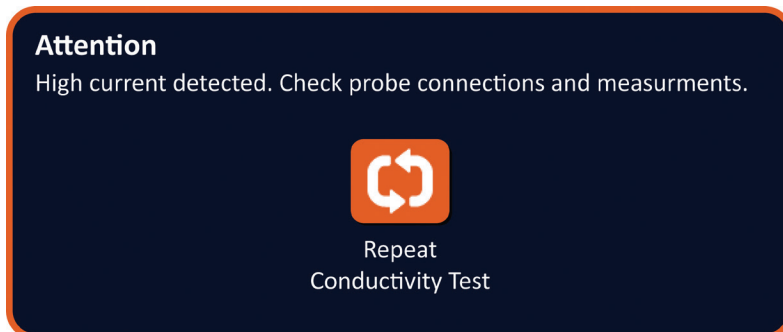 Attention
High current detected. Check probe connections and measurments.
Repeat
Conductivity Test